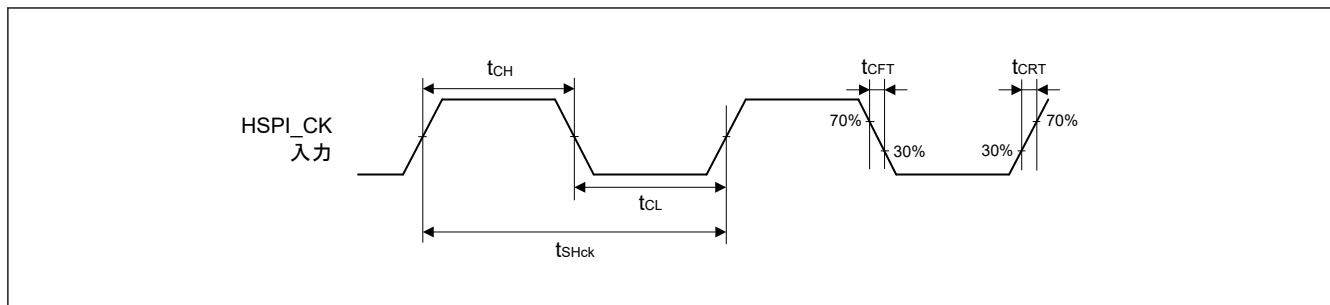 tCH
tCFT
tCRT
HSPI_CK
入力
70%
30%
30%
70%
tCL
tSHck